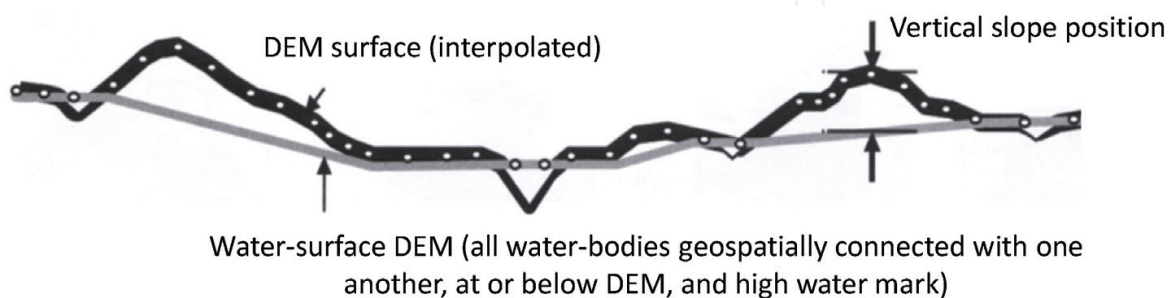 Vertical slope position
DEM surface (interpolated)
Water-surface DEM (all water-bodies geospatially connected with one
another, at or below DEM, and high water mark)